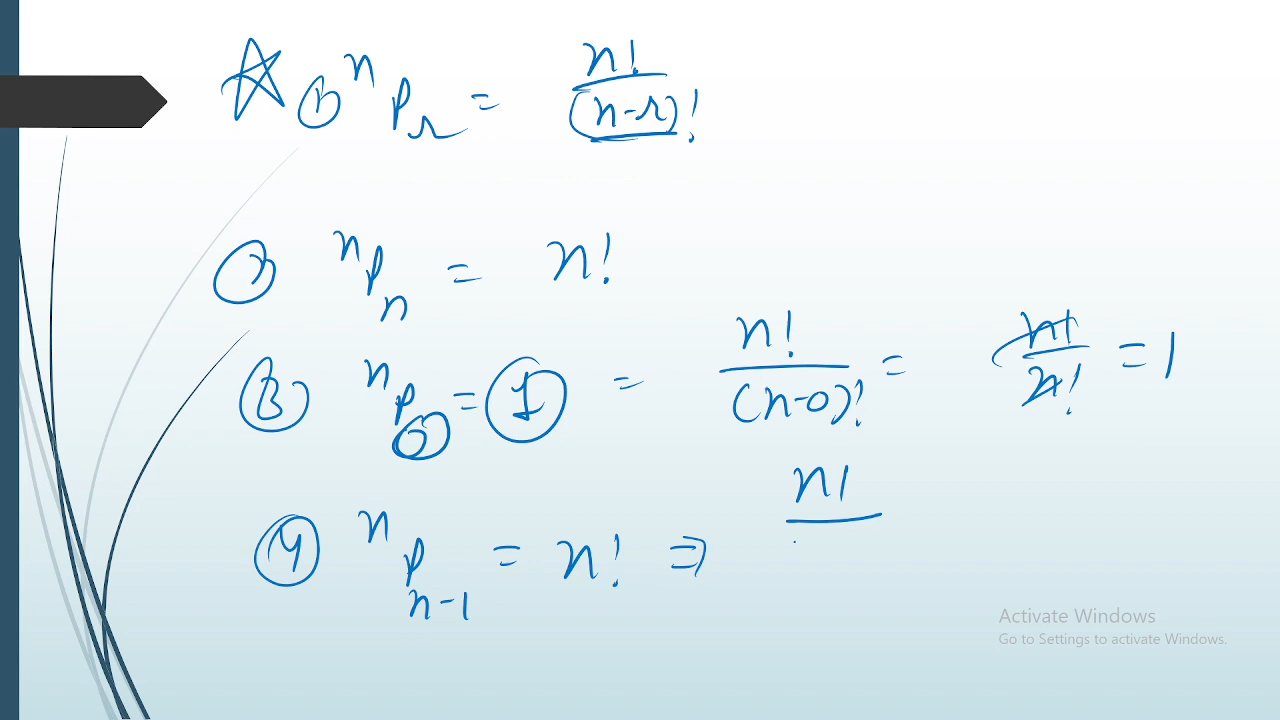 ① ⁿPᵣ = n! / (n-r)!
② ⁿPₙ = n!
③ ⁿP₀ = 1 = n! / (n-0)! = n! / n! = 1
④ ⁿPₙ₋₁ = n! ⇒ n! /
Activate Windows
Go to Settings to activate Windows.